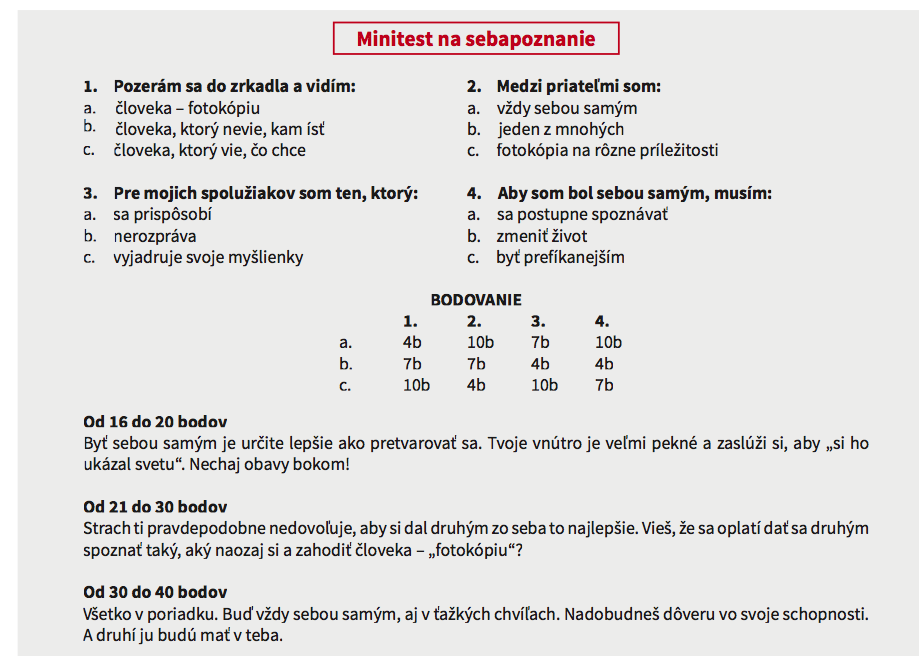 Minitest na sebapoznanie
1. Pozerám sa do zrkadla a vidím:
a. človeka – fotokópiu
b. človeka, ktorý nevie, kam ísť
c. človeka, ktorý vie, čo chce
2. Medzi priateľmi som:
a. vždy sebou samým
b. jeden z mnohých
c. fotokópia na rôzne príležitosti
3. Pre mojich spolužiakov som ten, ktorý:
a. sa prispôsobí
b. nerozpráva
c. vyjadruje svoje myšlienky
4. Aby som bol sebou samým, musím:
a. sa postupne spoznávať
b. zmeniť život
c. byť prefíkanejším
BODOVANIE
1. 2. 3. 4.
a. 4b 10b 7b 10b
b. 7b 7b 4b 4b
c. 10b 4b 10b 7b
Od 16 do 20 bodov
Byť sebou samým je určite lepšie ako pretvarovať sa. Tvoje vnútro je veľmi pekné a zaslúži si, aby „si ho
ukázal svetu“. Nechaj obavy bokom!
Od 21 do 30 bodov
Strach ti pravdepodobne nedovoľuje, aby si dal druhým zo seba to najlepšie. Vieš, že sa oplatí dať sa druhým
spoznať taký, aký naozaj si a zahodiť človeka – „fotokópiu“?
Od 30 do 40 bodov
Všetko v poriadku. Buď vždy sebou samým, aj v ťažkých chvíľach. Nadobudneš dôveru vo svoje schopnosti.
A druhí ju budú mať v teba.